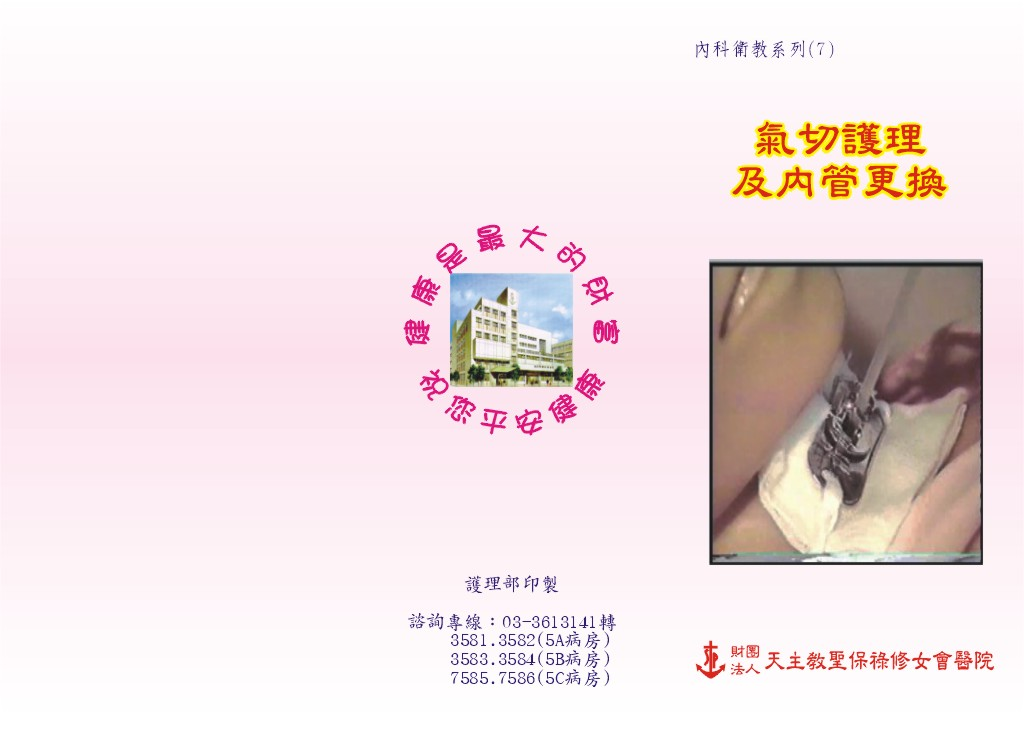 內科衛教系列(7)
氣切護理
及內管更換
健康是最大的財富
祝您平安健康
護理部印製
諮詢專線：03-3613141轉
3581.3582(5A病房)
3583.3584(5B病房)
7585.7586(5C病房)
財團
法人
天主教聖保祿修女會醫院